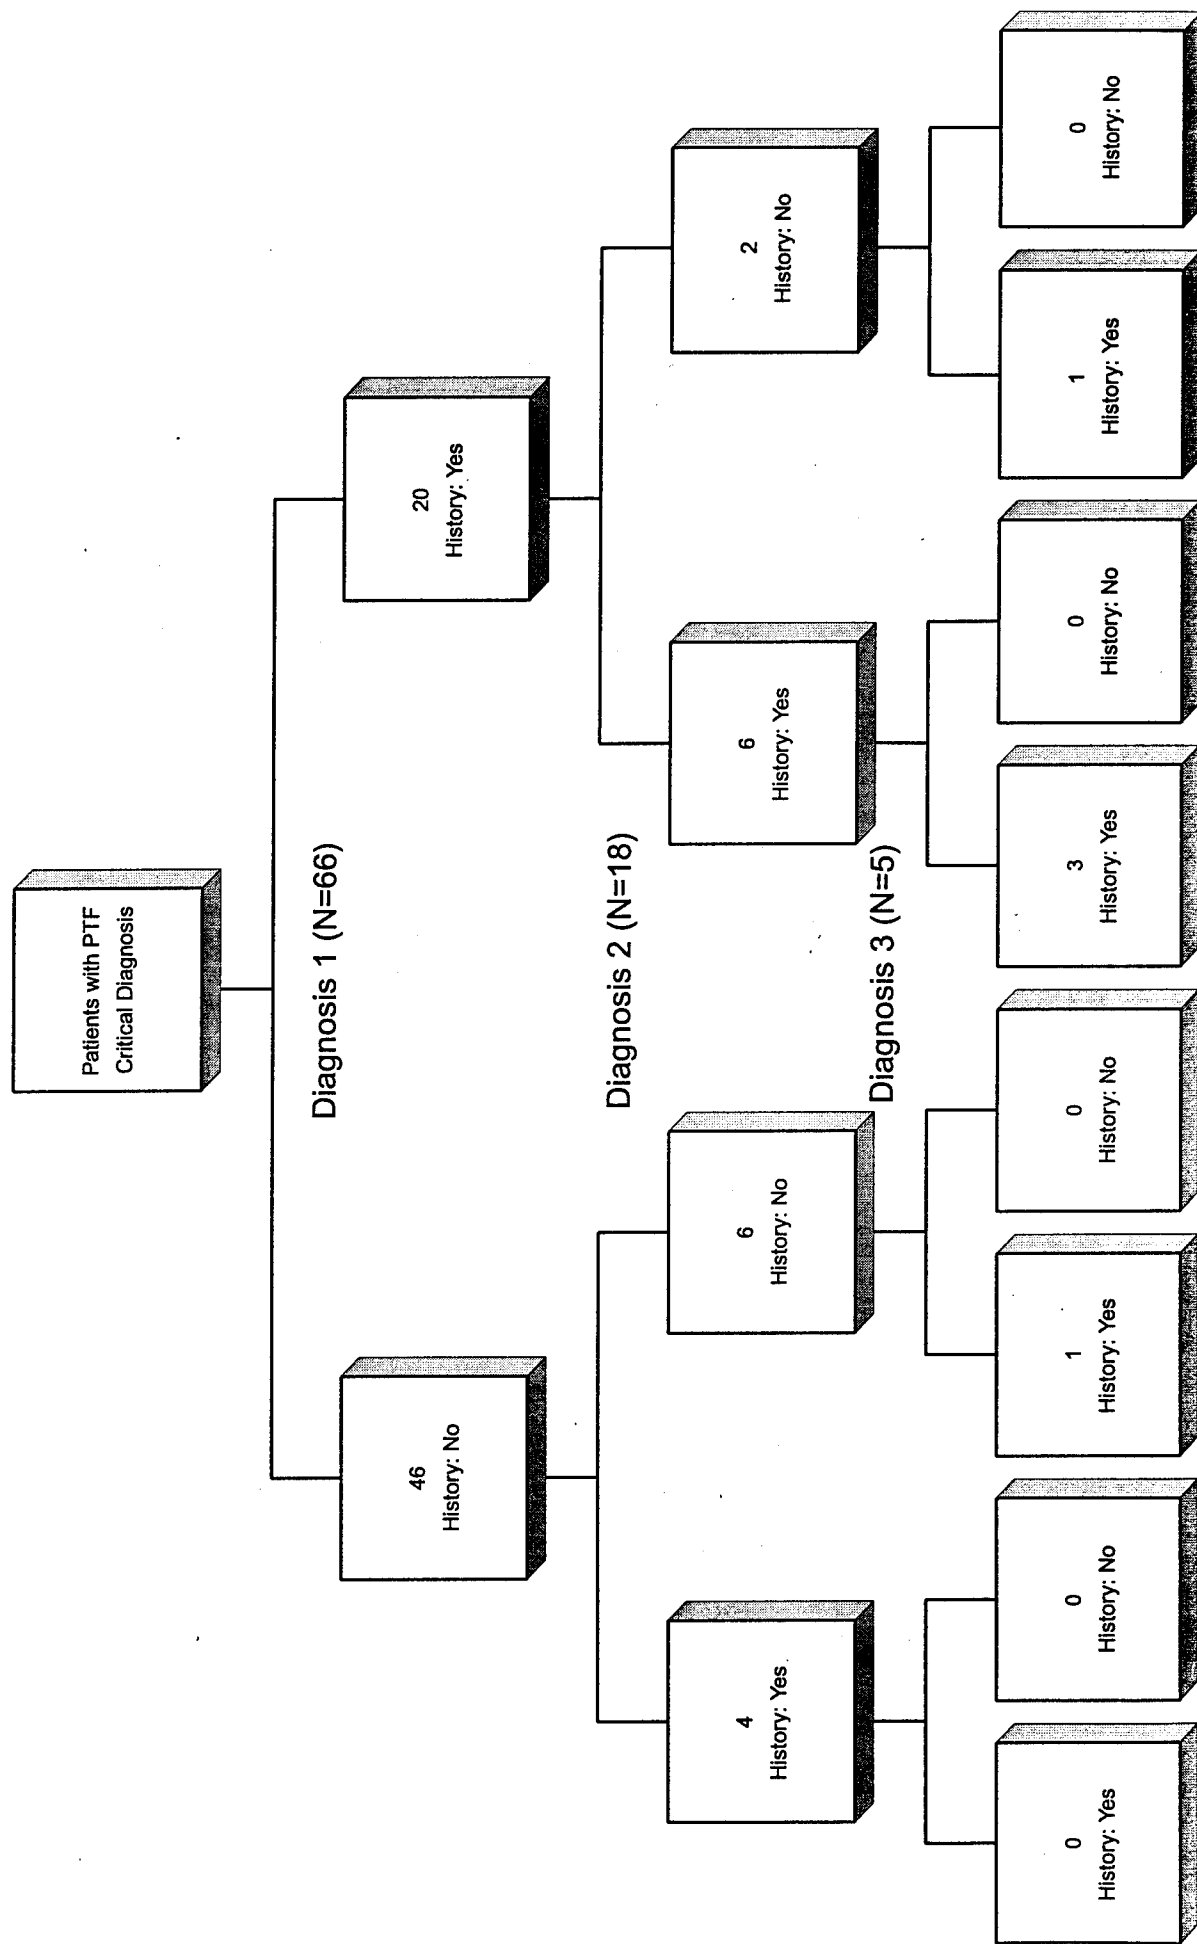 Patients with PTF
Critical Diagnosis
Diagnosis 1 (N=66)
46
History: No
20
History: Yes
Diagnosis 2 (N=18)
4
History: Yes
6
History: No
6
History: Yes
2
History: No
Diagnosis 3 (N=5)
0
History: Yes
0
History: No
1
History: Yes
0
History: No
3
History: Yes
0
History: No
1
History: Yes
0
History: No